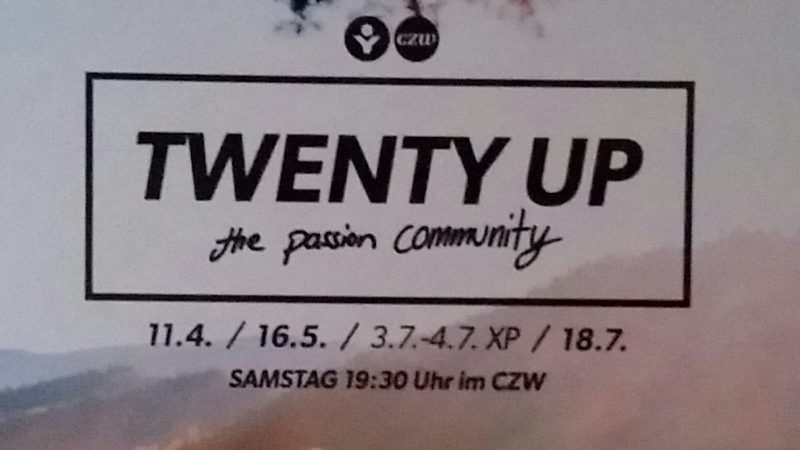 CZW
TWENTY UP
the passion community
11.4. / 16.5. / 3.7.-4.7. XP / 18.7.
SAMSTAG 19:30 Uhr im CZW